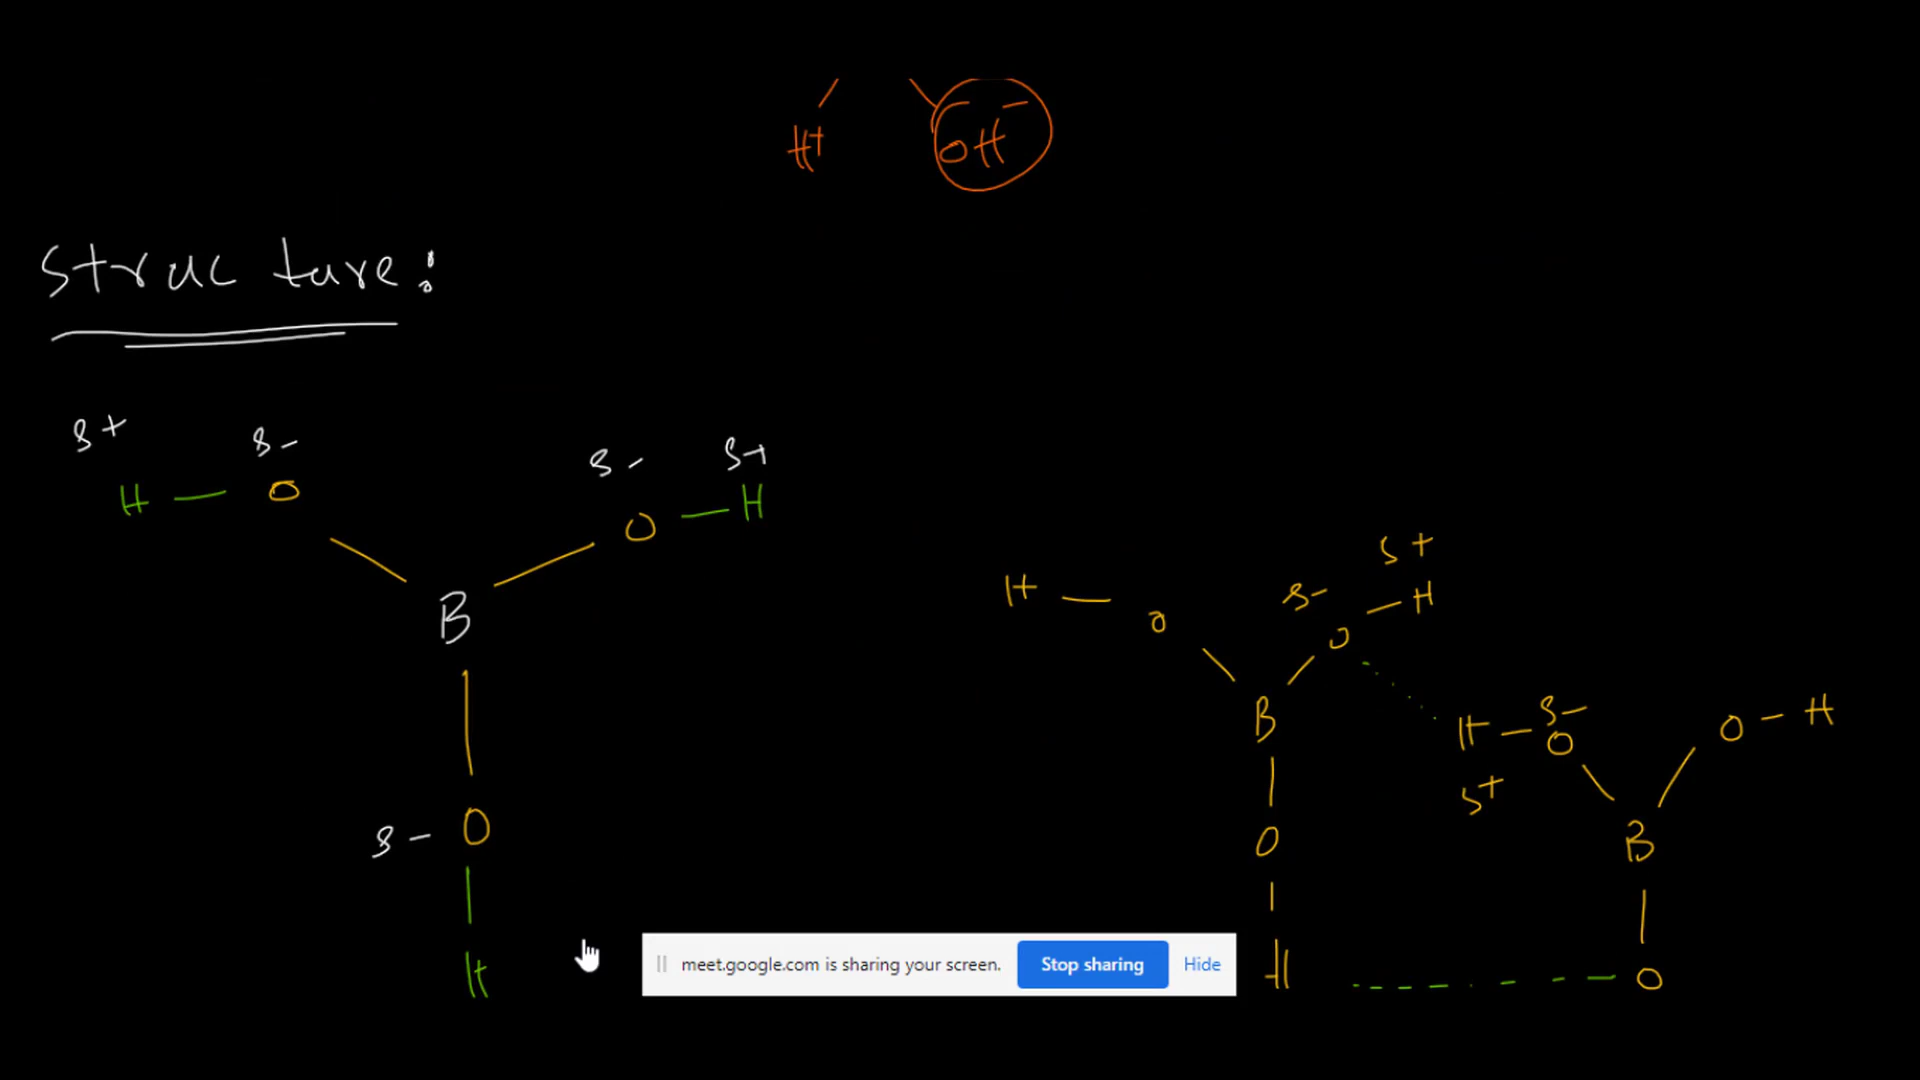 H+ OH-
Structure:
δ+ δ- δ- δ+
H — O O — H
B
δ- O
H
δ+
H — O δ- O — H
B H — O δ- O — H
δ+
O B
H O
meet.google.com is sharing your screen. Stop sharing Hide